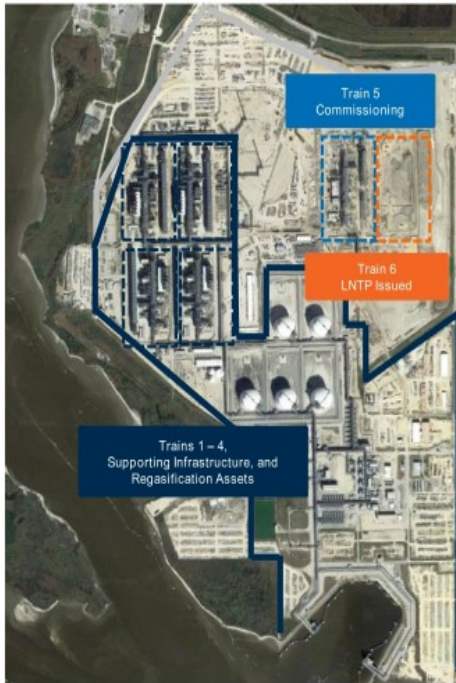 Train 5
Commissioning
Train 6
LNTP Issued
Trains 1 – 4,
Supporting Infrastructure, and
Regasification Assets